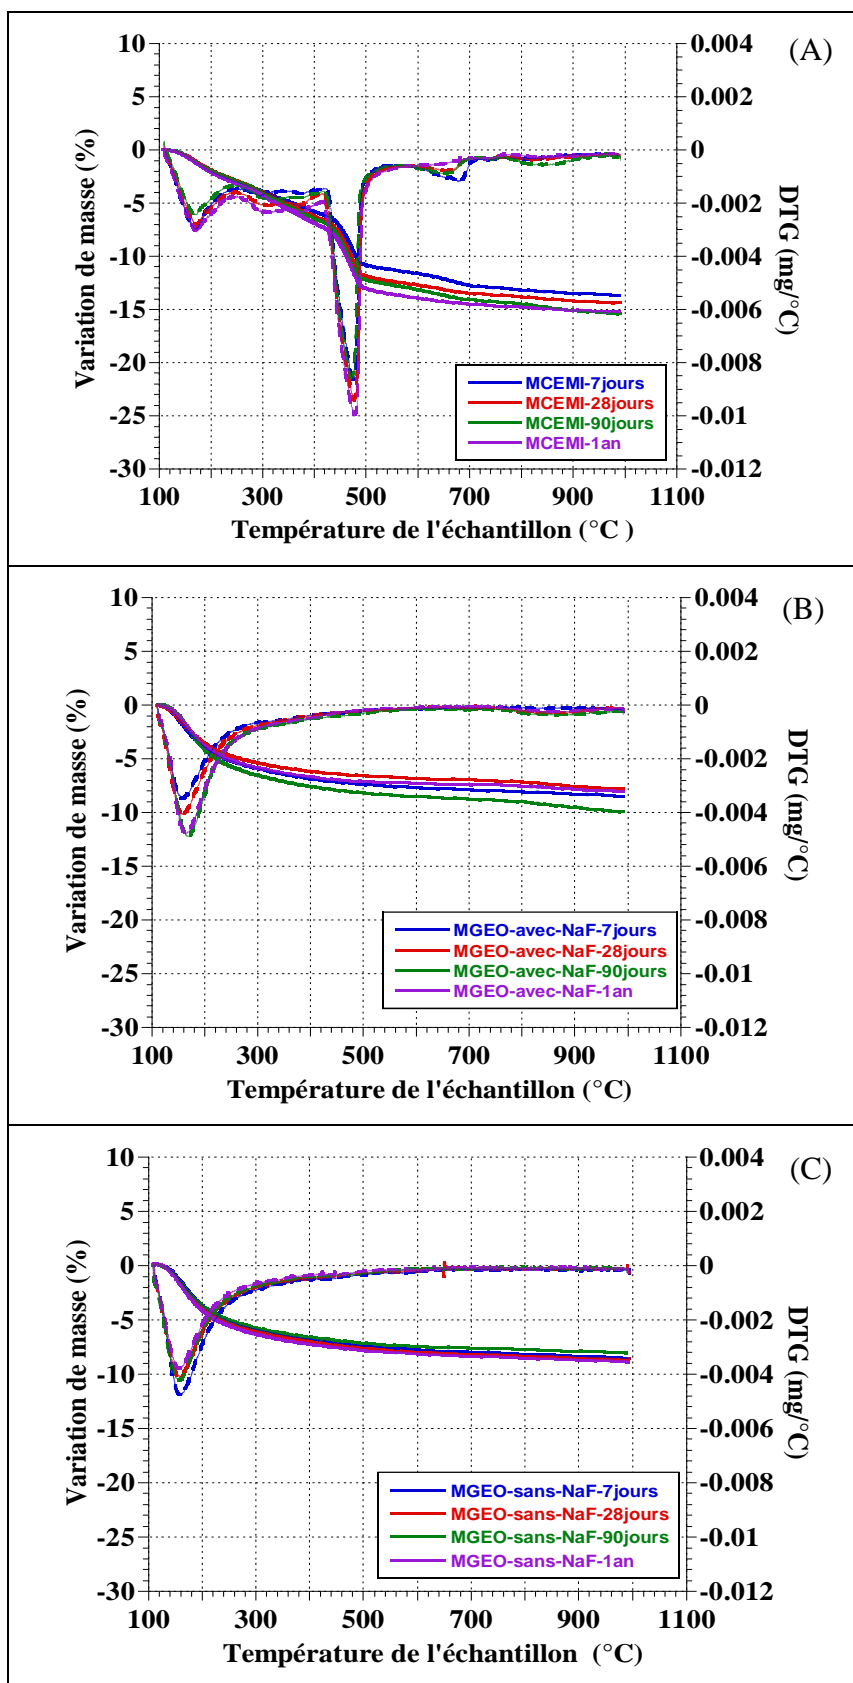 (A)
10
5
0
-5
-10
-15
-20
-25
-30
Variation de masse (%)
0.004
0.002
0
-0.002
-0.004
-0.006
-0.008
-0.01
-0.012
DTG (mg/°C)
MCEMI-7jours
MCEMI-28jours
MCEMI-90jours
MCEMI-1an
100 300 500 700 900 1100
Température de l'échantillon (°C )
(B)
10
5
0
-5
-10
-15
-20
-25
-30
Variation de masse (%)
0.004
0.002
0
-0.002
-0.004
-0.006
-0.008
-0.01
-0.012
DTG (mg/°C)
MGEO-avec-NaF-7jours
MGEO-avec-NaF-28jours
MGEO-avec-NaF-90jours
MGEO-avec-NaF-1an
100 300 500 700 900 1100
Température de l'échantillon (°C)
(C)
10
5
0
-5
-10
-15
-20
-25
-30
Variation de masse (%)
0.004
0.002
0
-0.002
-0.004
-0.006
-0.008
-0.01
-0.012
DTG (mg/°C)
MGEO-sans-NaF-7jours
MGEO-sans-NaF-28jours
MGEO-sans-NaF-90jours
MGEO-sans-NaF-1an
100 300 500 700 900 1100
Température de l'échantillon (°C)